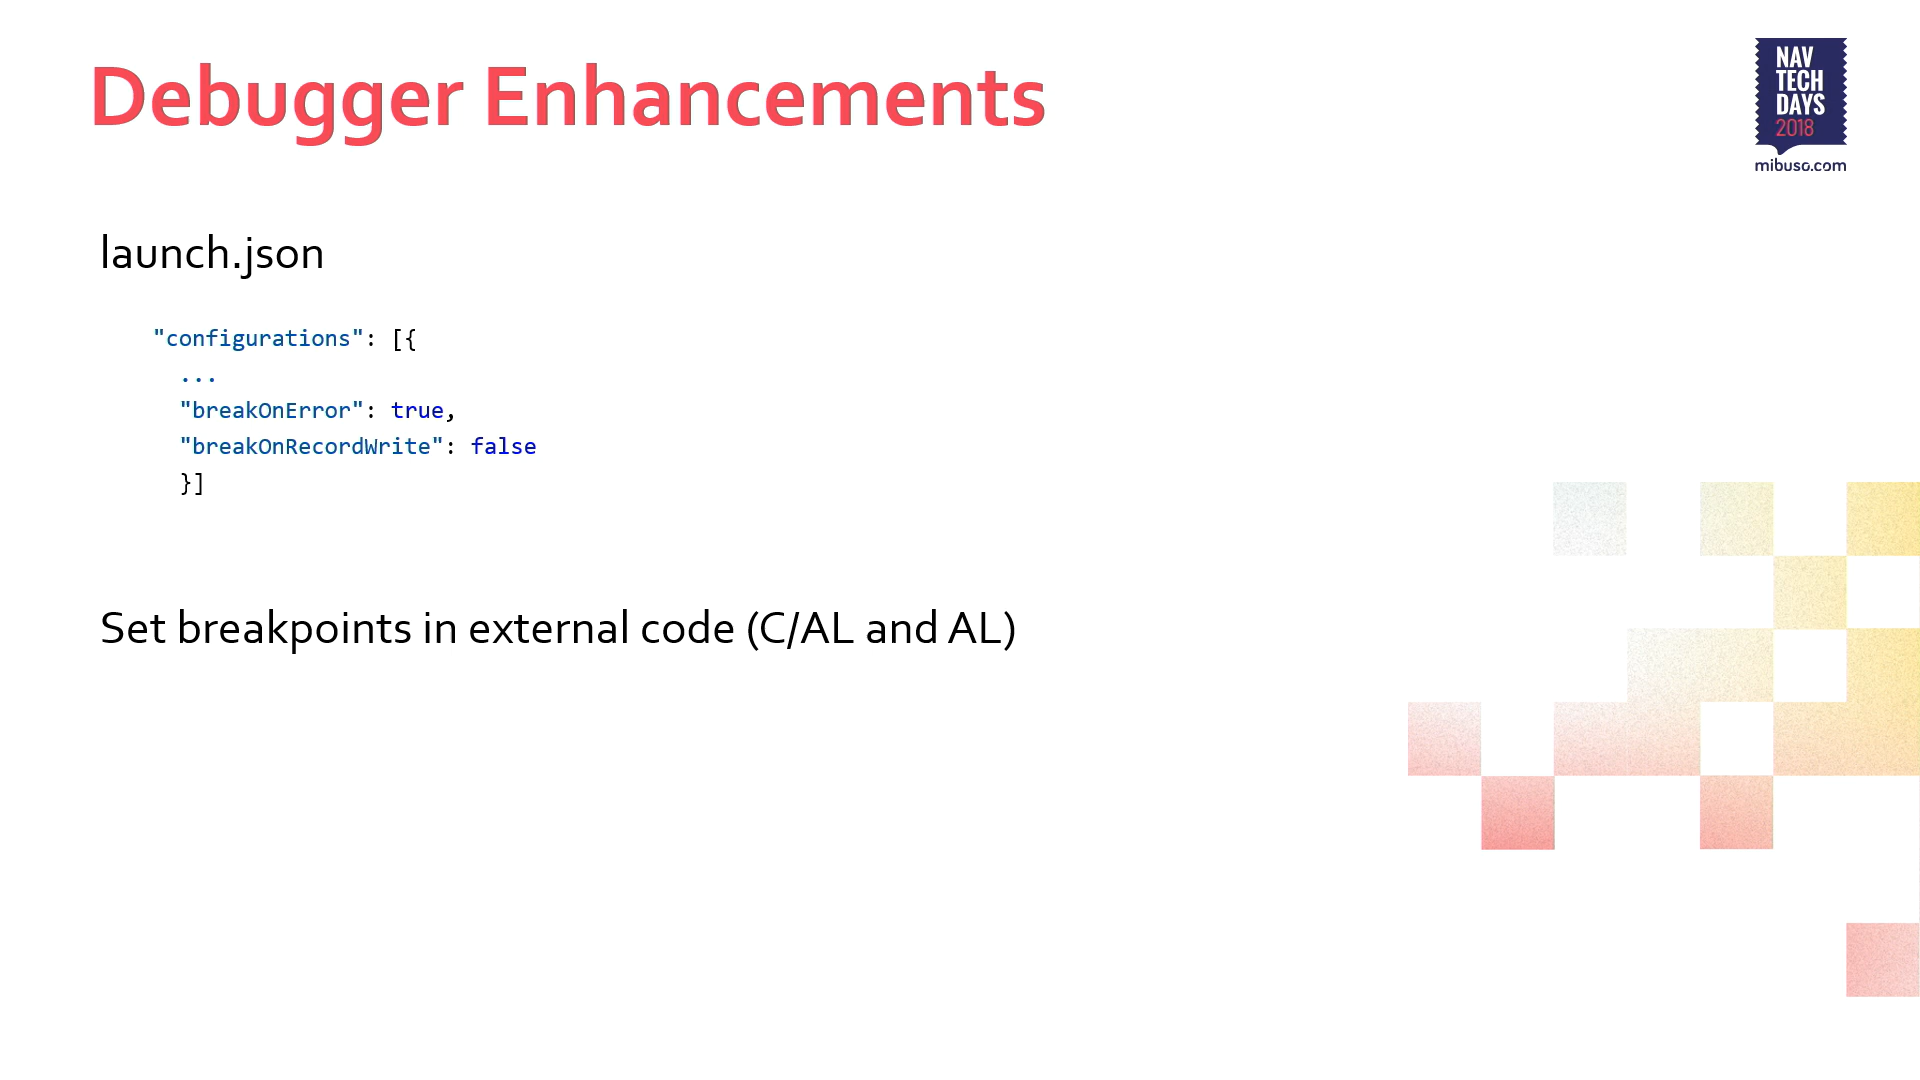 Debugger Enhancements
NAV
TECH
DAYS
2018
mibuso.com
launch.json
"configurations": [{
...
"breakOnError": true,
"breakOnRecordWrite": false
}]
Set breakpoints in external code (C/AL and AL)